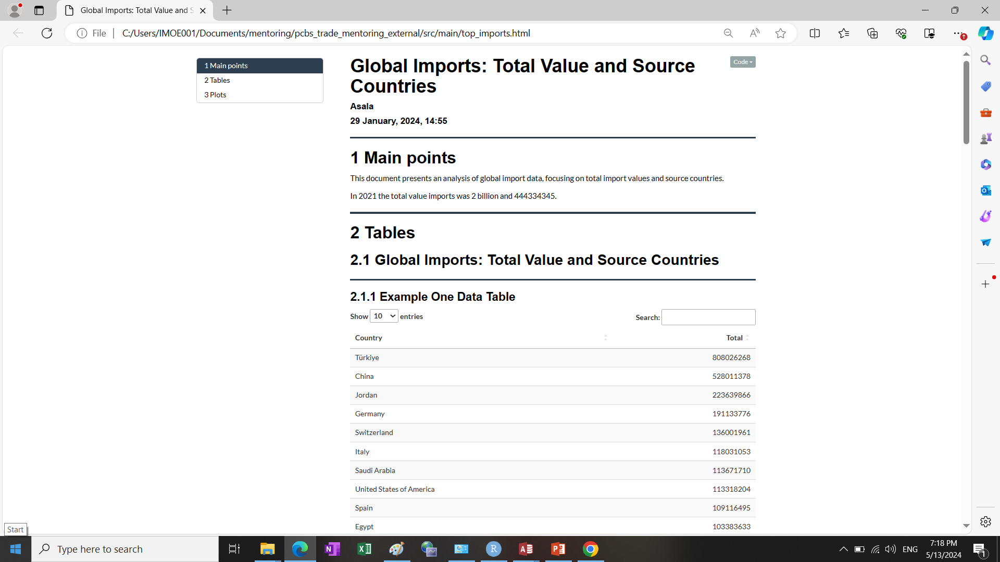 Global Imports: Total Value and S
File
C:/Users/IMOE001/Documents/mentoring/pcbs_trade_mentoring_external/src/main/top_imports.html
1 Main points
2 Tables
3 Plots
Code
Global Imports: Total Value and Source
Countries
Asala
29 January, 2024, 14:55
1 Main points
This document presents an analysis of global import data, focusing on total import values and source countries.
In 2021 the total value imports was 2 billion and 444334345.
2 Tables
2.1 Global Imports: Total Value and Source Countries
2.1.1 Example One Data Table
Show 10 entries Search:
Country Total
Türkiye 808026268
China 528011378
Jordan 223639866
Germany 191133776
Switzerland 136001961
Italy 118031053
Saudi Arabia 113671710
United States of America 113318204
Spain 109116495
Egypt 103383633
Start
Type here to search
ENG
7:18 PM
5/13/2024
1